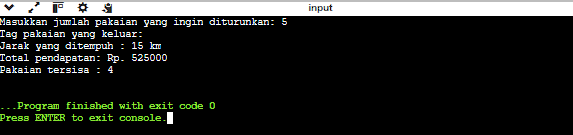 input
Masukkan jumlah pakaian yang ingin diturunkan: 5
Tag pakaian yang keluar:
Jarak yang ditempuh : 15 km
Total pendapatan: Rp. 525000
Pakaian tersisa : 4
...Program finished with exit code 0
Press ENTER to exit console.